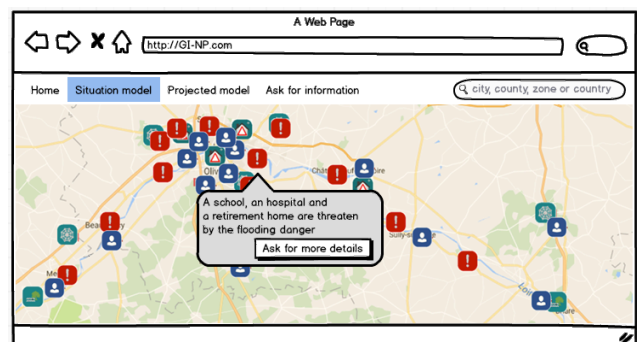 A Web Page
http://GI-NP.com
Home Situation model Projected model Ask for information
city, county, zone or country
A school, an hospital and
a retirement home are threaten
by the flooding danger
Ask for more details